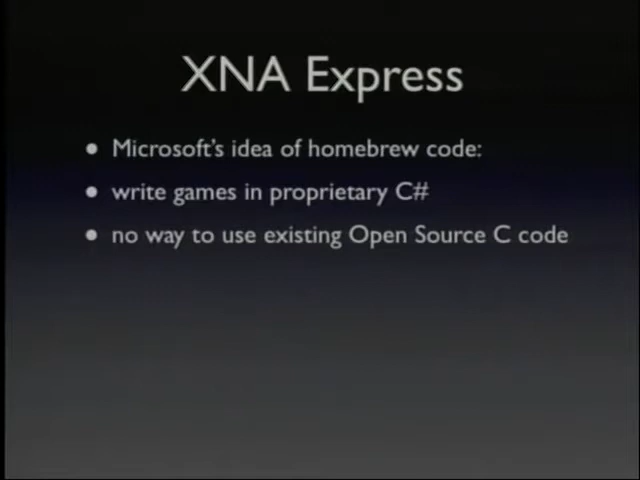 XNA Express
• Microsoft's idea of homebrew code:
• write games in proprietary C#
• no way to use existing Open Source C code